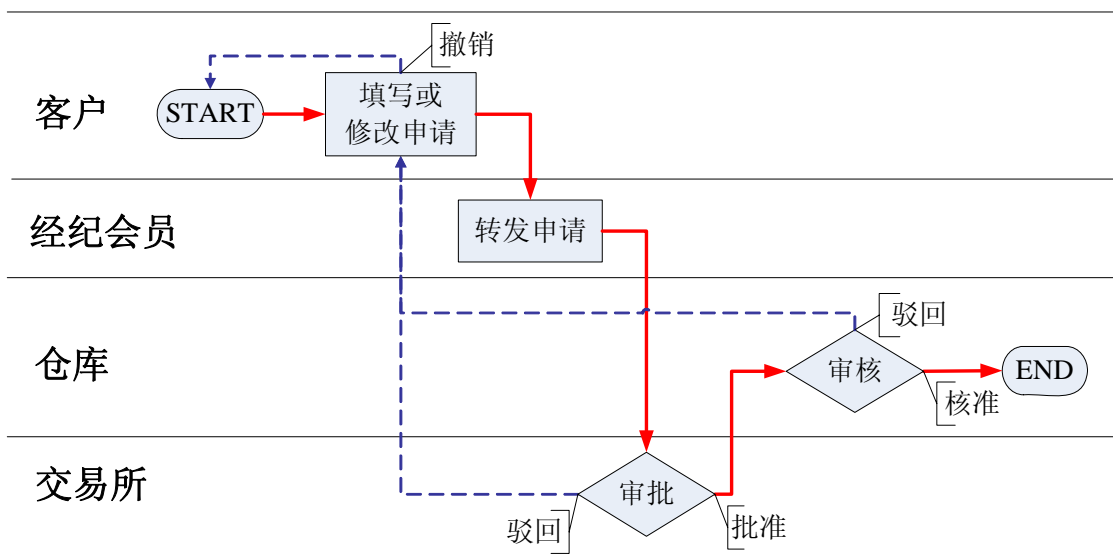 撤销
客户
START
填写或
修改申请
经纪会员
转发申请
仓库
驳回
审核
END
核准
交易所
审批
驳回
批准